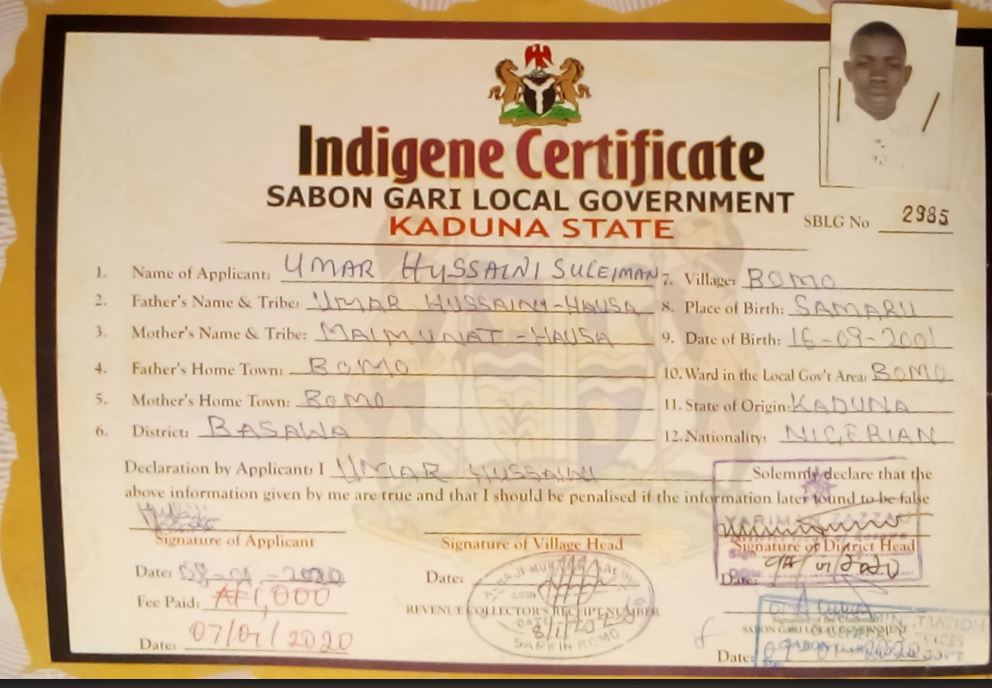 Indigene Certificate
SABON GARI LOCAL GOVERNMENT
KADUNA STATE
SBLG No 2985
1. Name of Applicant: UMAR HUSSAINI SULEIMAN
7. Village: BOMO
2. Father's Name & Tribe: UMAR HUSSAINI-HAUSA
8. Place of Birth: SAMARU
3. Mother's Name & Tribe: MAIMUNAT-HAUSA
9. Date of Birth: 16-09-2001
4. Father's Home Town: BOMO
10. Ward in the Local Gov't Area: BOMO
5. Mother's Home Town: BOMO
11. State of Origin: KADUNA
6. District: BASAWA
12. Nationality: NIGERIAN
Declaration by Applicant: I UMAR HUSSAINI Solemnly declare that the
above information given by me are true and that I should be penalised if the information later found to be false
Signature of Applicant
Signature of Village Head
Signature of District Head
Date: -2020
Date:
Date: /01/2020
Fee Paid: ₦1,000
REVENUE COLLECTOR'S RECEIPT NUMBER
SARKIN BOMO
SABON GARI LOCAL GOVERNMENT
Date: 07/01/2020
Date: